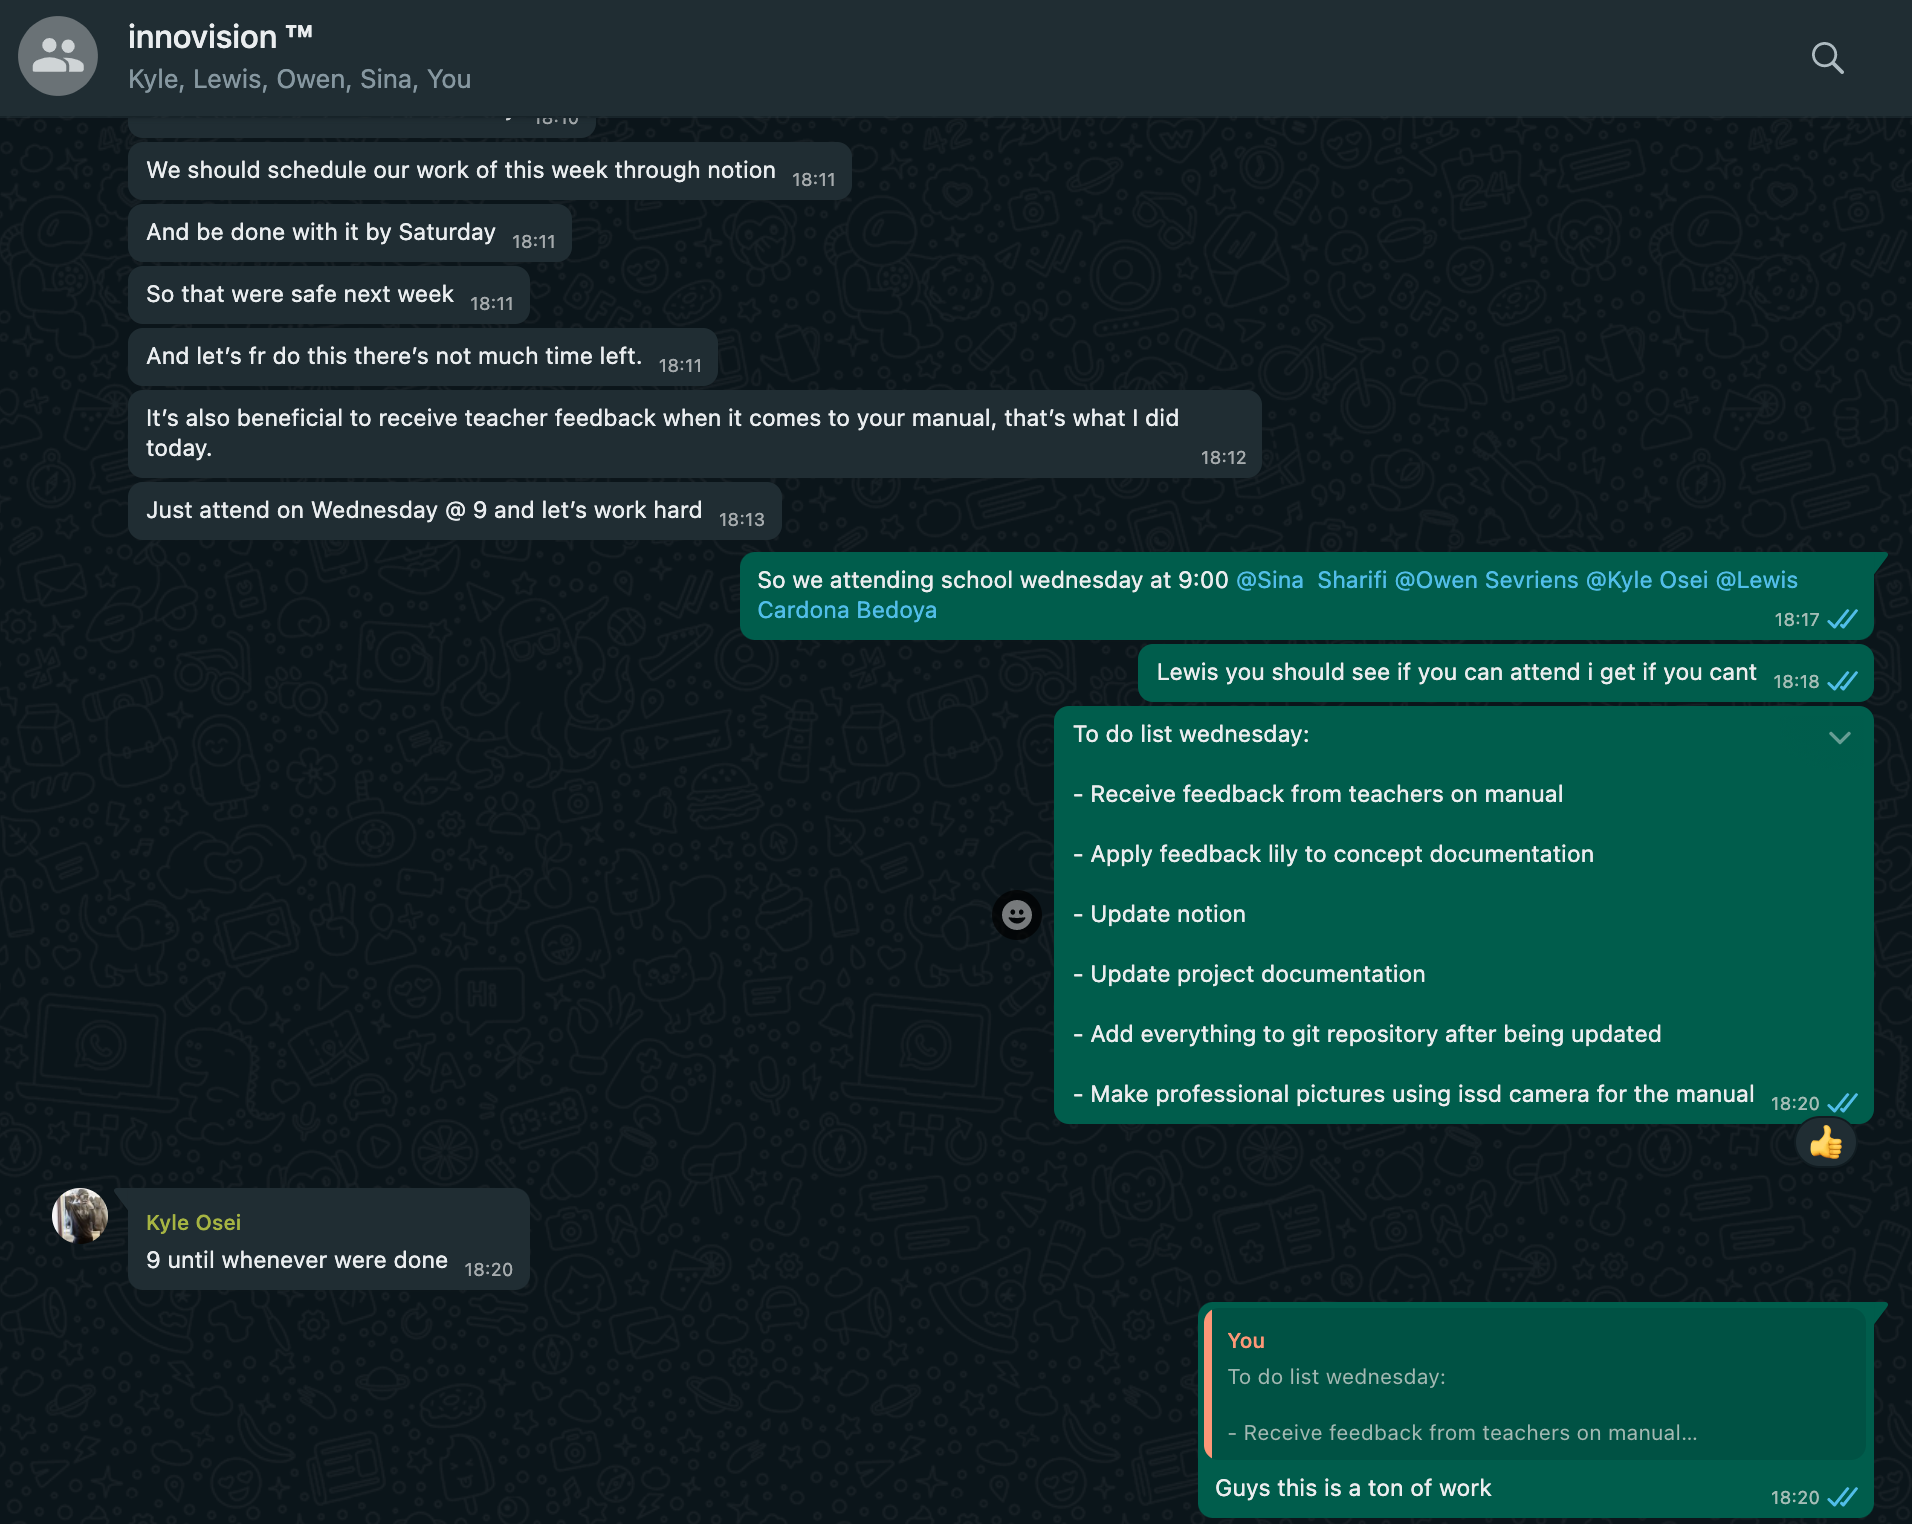 innovision ™
Kyle, Lewis, Owen, Sina, You
18:10
We should schedule our work of this week through notion 18:11
And be done with it by Saturday 18:11
So that were safe next week 18:11
And let’s fr do this there’s not much time left. 18:11
It’s also beneficial to receive teacher feedback when it comes to your manual, that’s what I did
today.
18:12
Just attend on Wednesday @ 9 and let’s work hard 18:13
So we attending school wednesday at 9:00 @Sina Sharifi @Owen Sevriens @Kyle Osei @Lewis
Cardona Bedoya
18:17
Lewis you should see if you can attend i get if you cant 18:18
To do list wednesday:
- Receive feedback from teachers on manual
- Apply feedback lily to concept documentation
- Update notion
- Update project documentation
- Add everything to git repository after being updated
- Make professional pictures using issd camera for the manual 18:20
Kyle Osei
9 until whenever were done 18:20
You
To do list wednesday:
- Receive feedback from teachers on manual...
Guys this is a ton of work 18:20